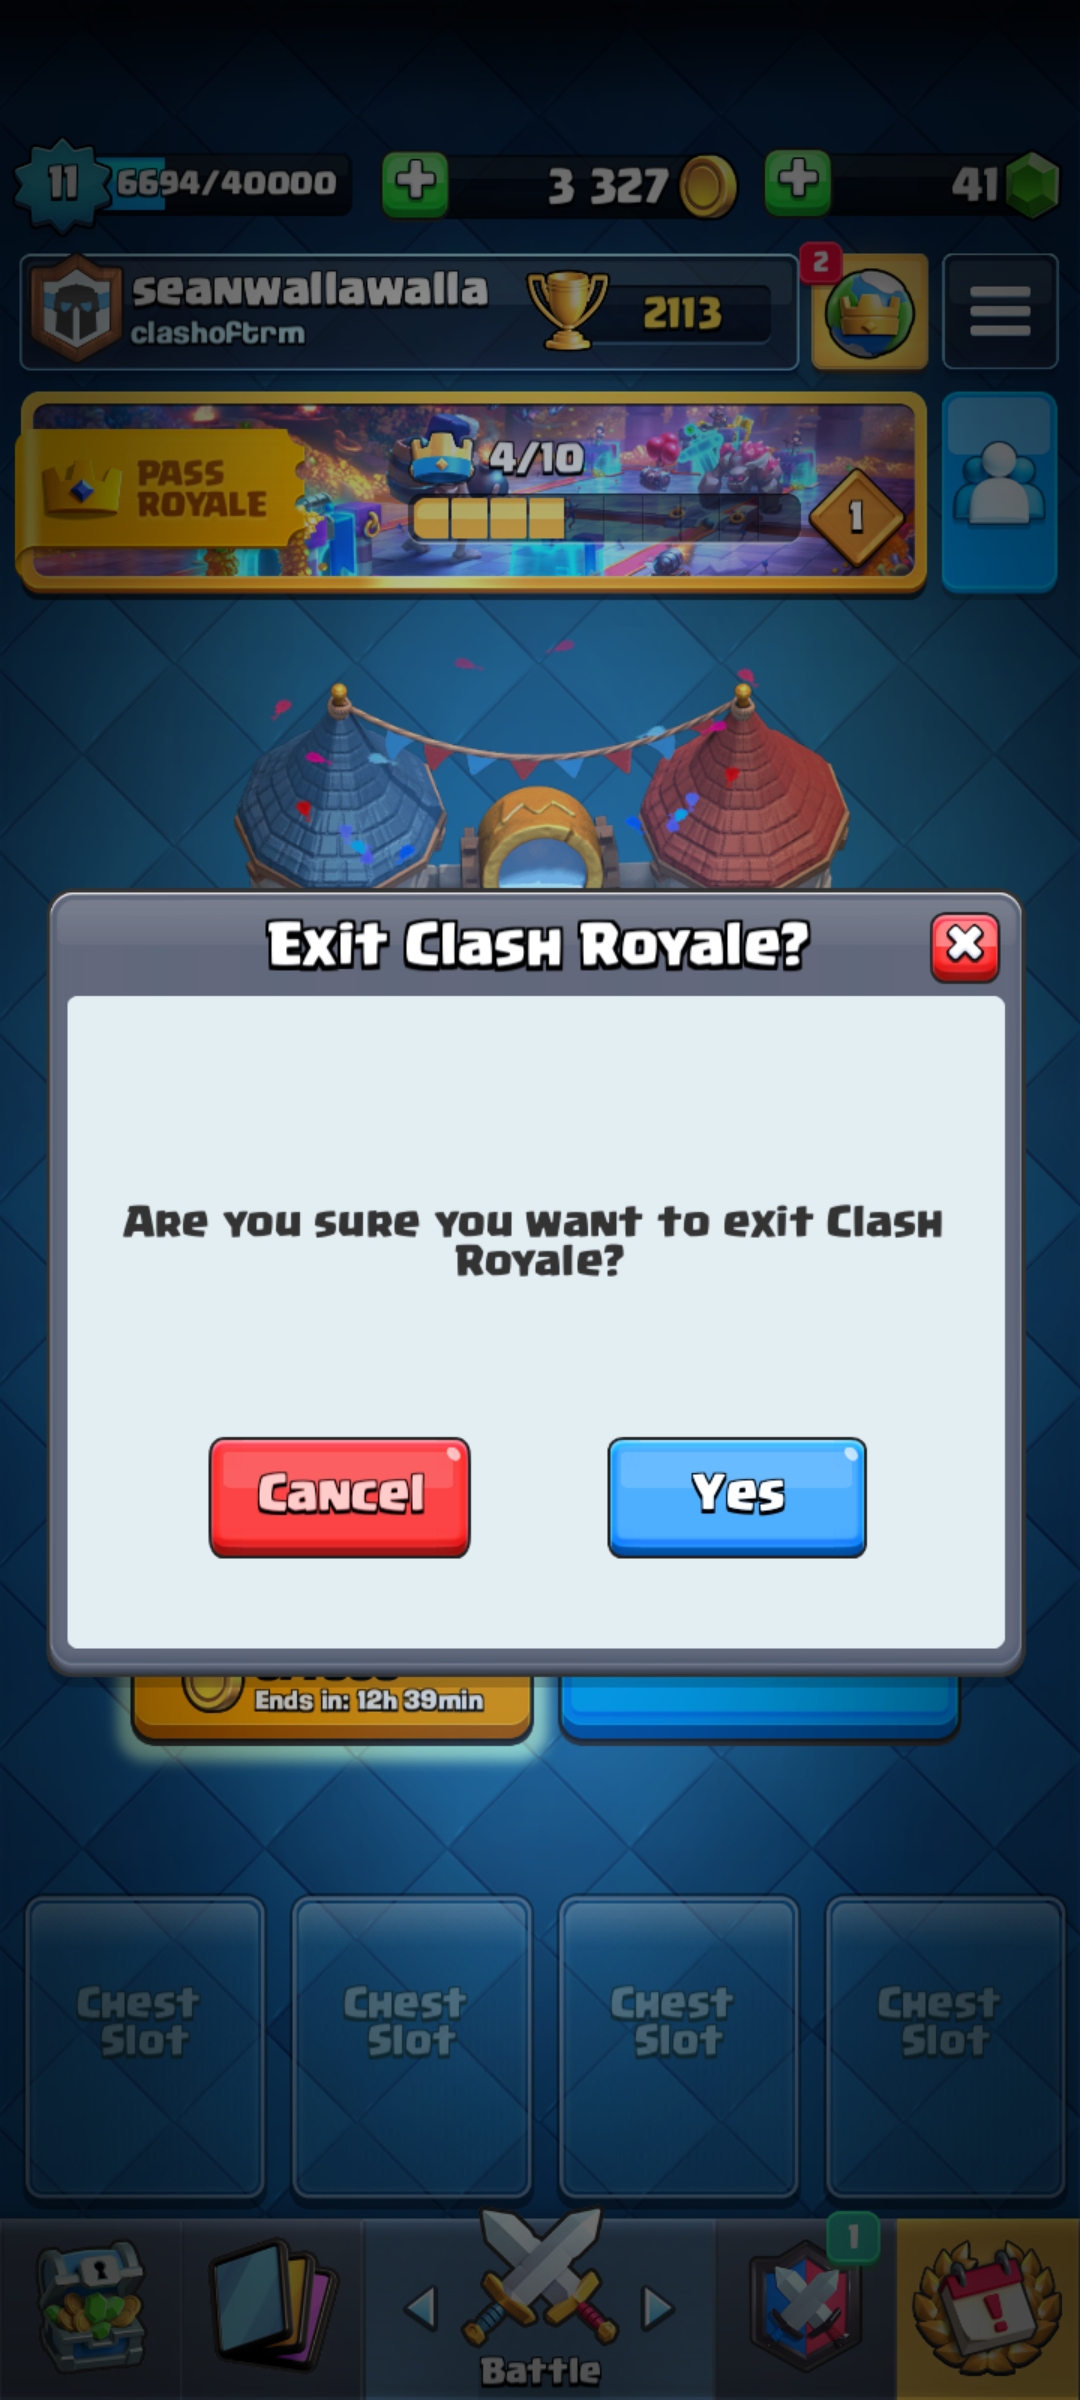 11 6694/40000 3 327 41
seanwallawalla
2113
2
clashoftrm
PASS
ROYALE
4/10
1
Exit Clash Royale?
Are you sure you want to exit Clash
Royale?
Cancel Yes
Ends in: 12h 39min
Chest
Slot
Chest
Slot
Chest
Slot
Chest
Slot
1
Battle